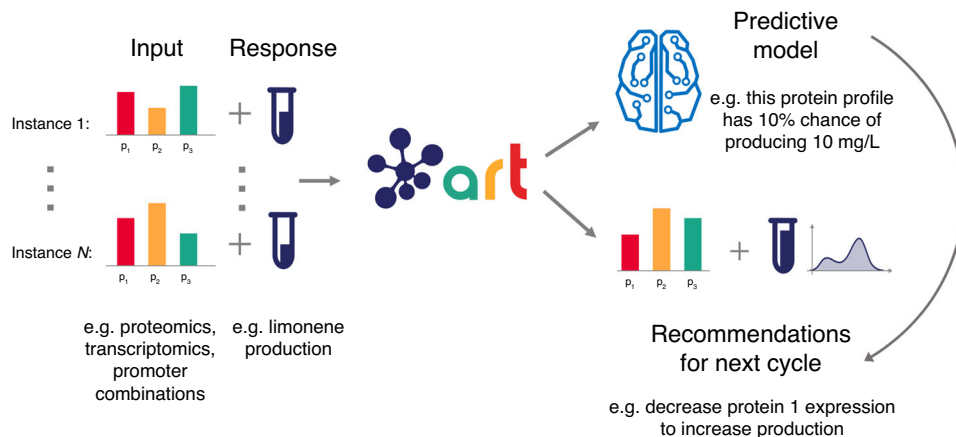 Input
Response
Instance 1:
p1
p2
p3
Instance N:
p1
p2
p3
e.g. proteomics,
transcriptomics,
promoter
combinations
e.g. limonene
production
art
Predictive
model
e.g. this protein profile
has 10% chance of
producing 10 mg/L
p1
p2
p3
Recommendations
for next cycle
e.g. decrease protein 1 expression
to increase production